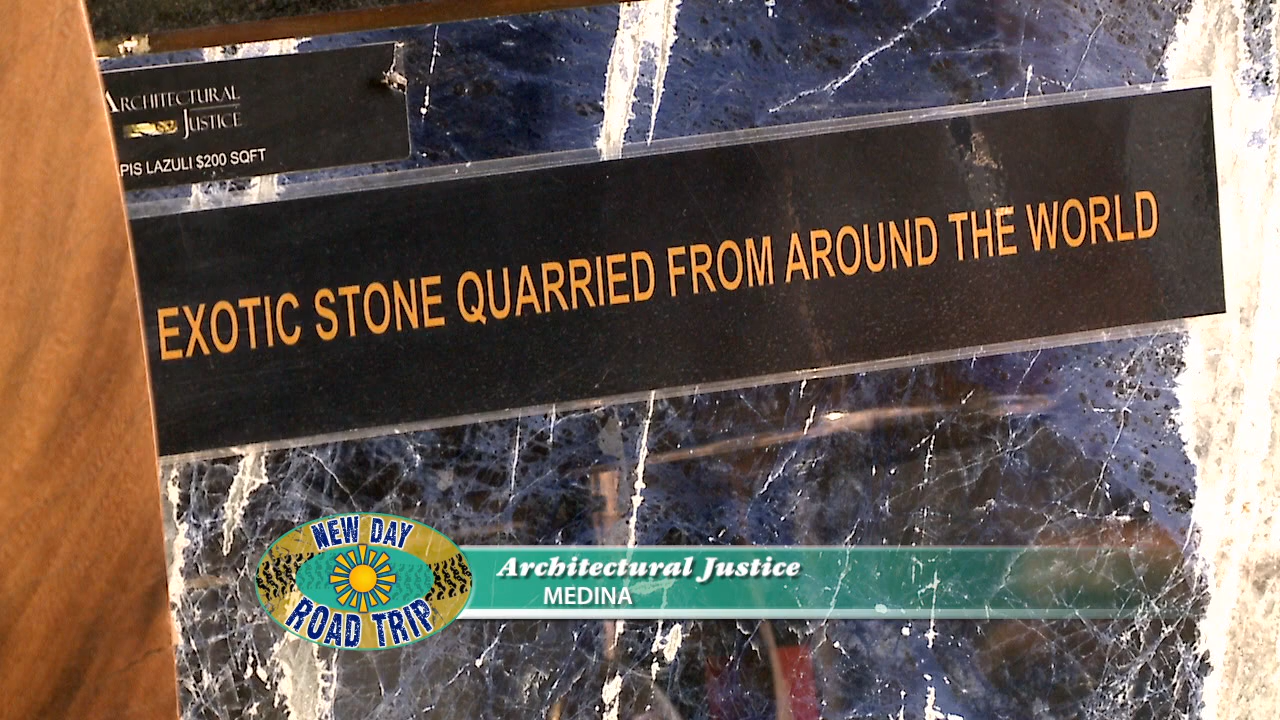 ARCHITECTURAL
JUSTICE
PIS LAZULI $200 SQFT
EXOTIC STONE QUARRIED FROM AROUND THE WORLD
NEW DAY
ROAD TRIP
Architectural Justice
MEDINA